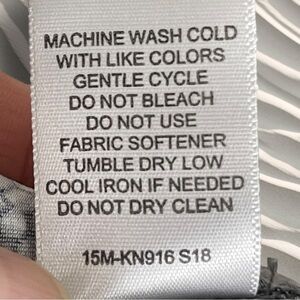 MACHINE WASH COLD
WITH LIKE COLORS
GENTLE CYCLE
DO NOT BLEACH
DO NOT USE
FABRIC SOFTENER
TUMBLE DRY LOW
COOL IRON IF NEEDED
DO NOT DRY CLEAN
15M-KN916 S18